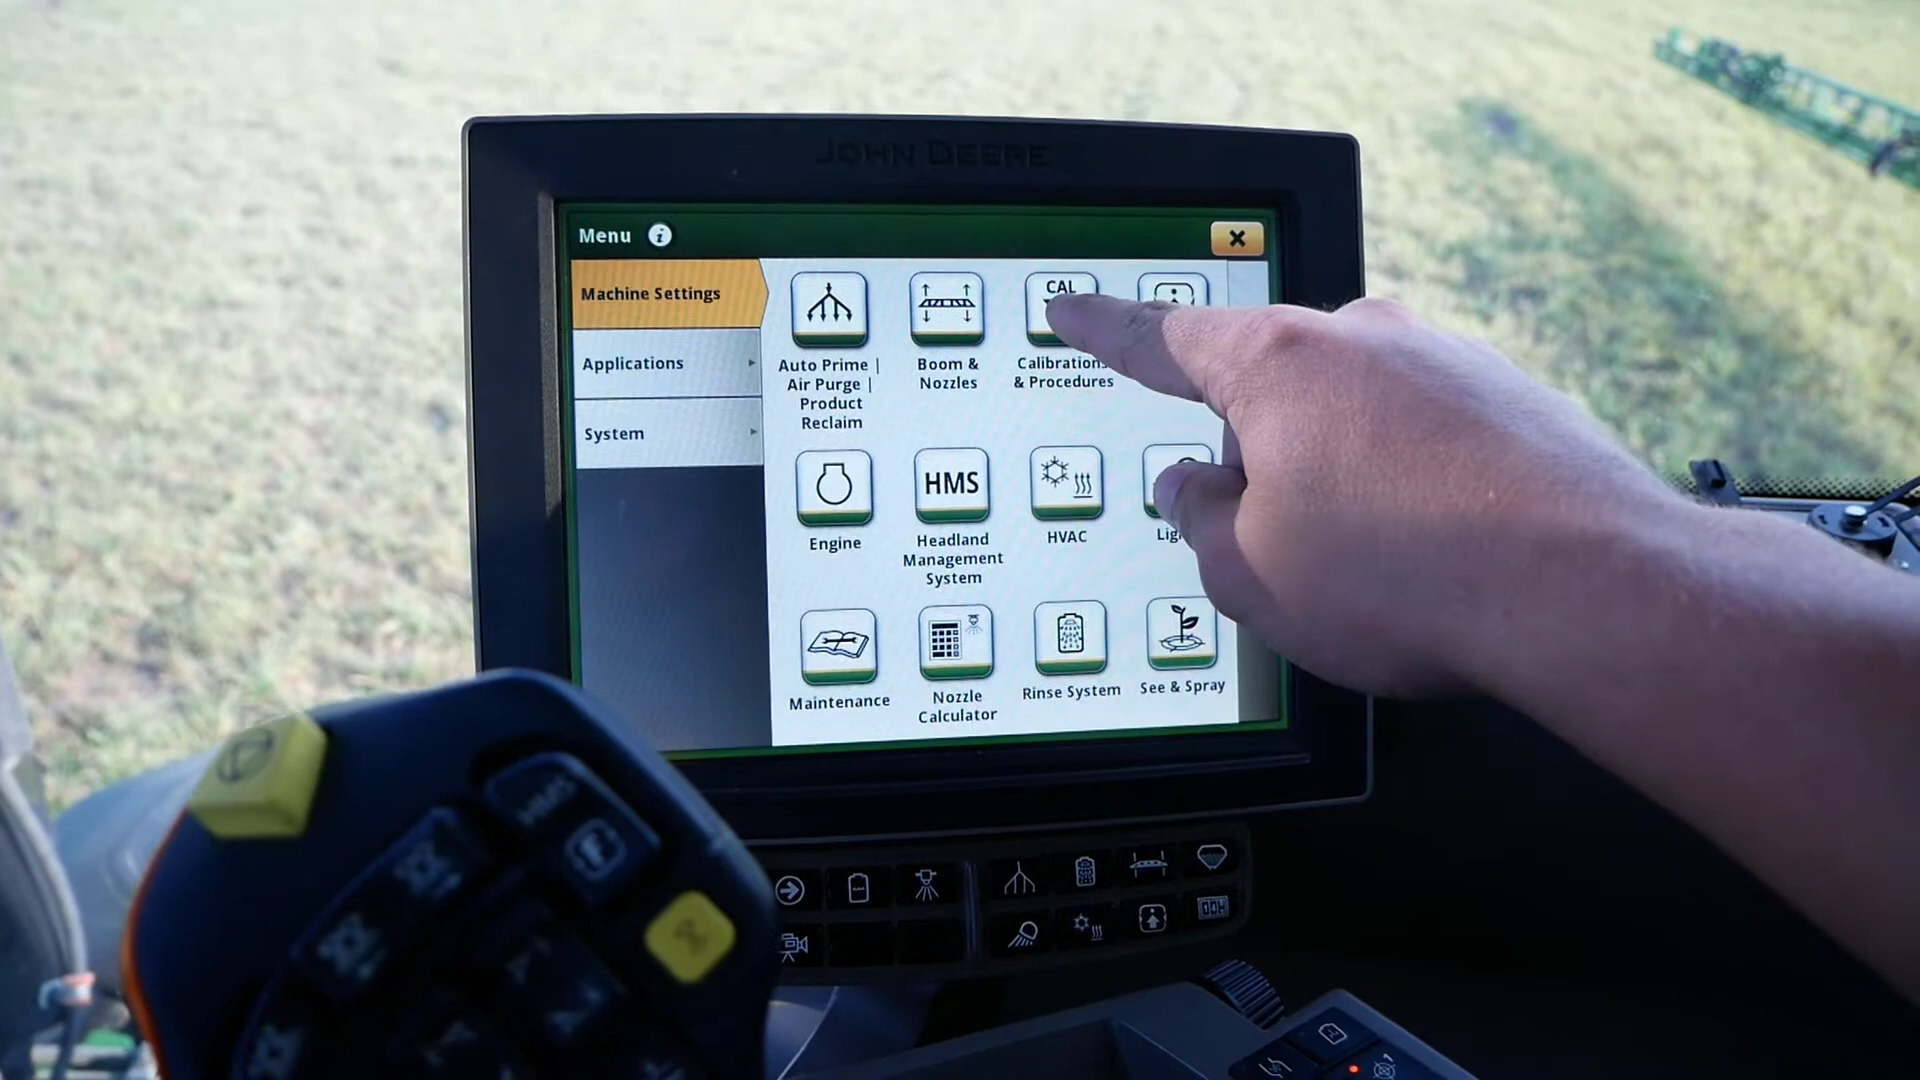 JOHN DEERE
Menu
Machine Settings
Applications
System
Auto Prime |
Air Purge |
Product
Reclaim
Boom &
Nozzles
CAL
Calibrations
& Procedures
Engine
HMS
Headland
Management
System
HVAC
Maintenance
Nozzle
Calculator
Rinse System
See & Spray
HMS